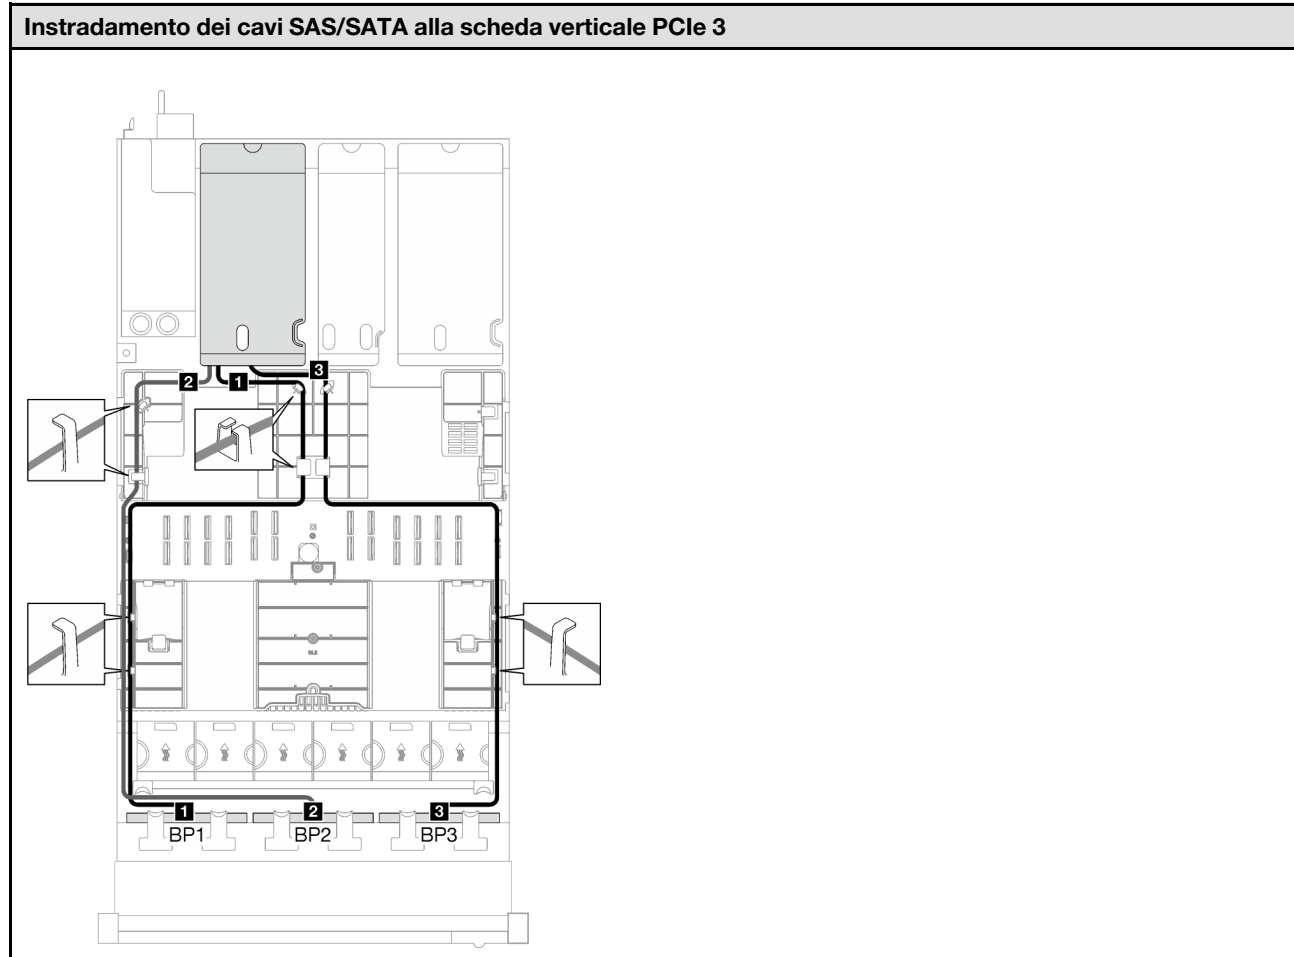 Instradamento dei cavi SAS/SATA alla scheda verticale PCIe 3
2 1 3
1 2 3
BP1 BP2 BP3